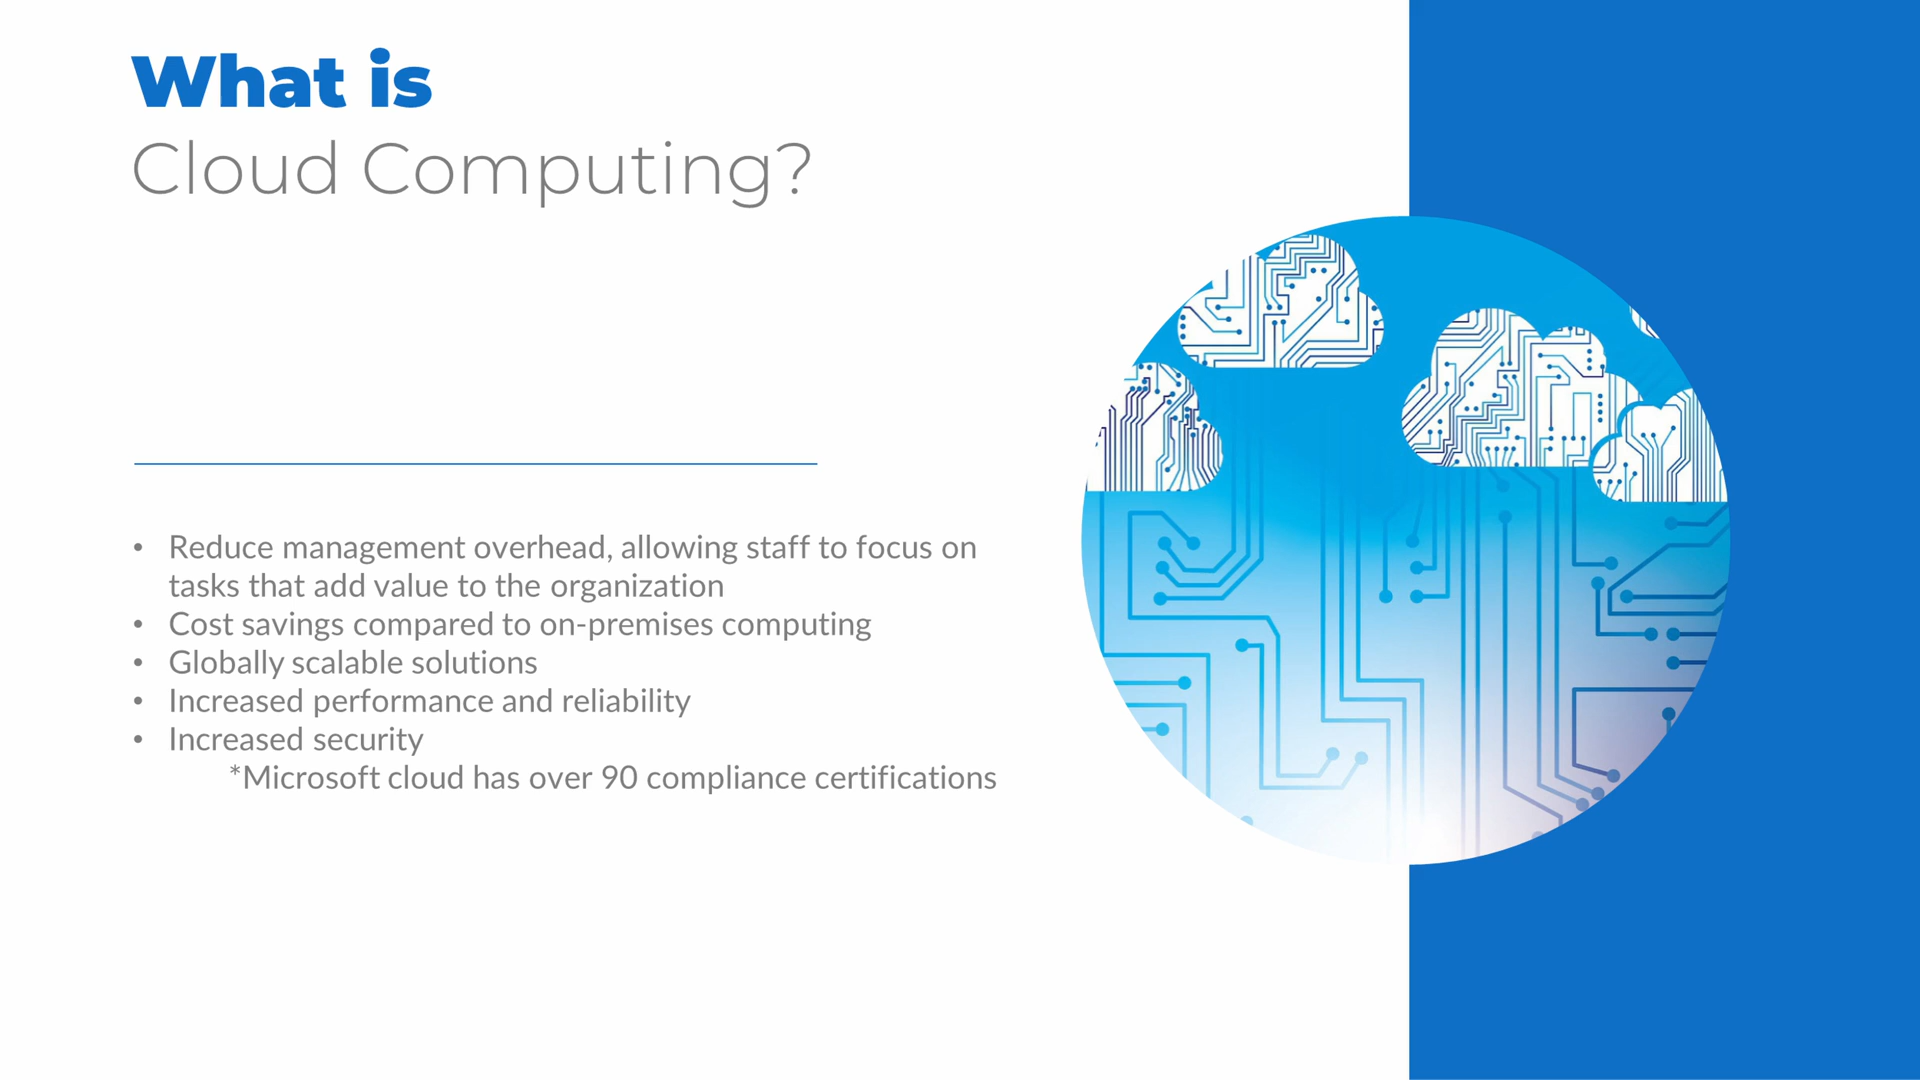 What is
Cloud Computing?
• Reduce management overhead, allowing staff to focus on
tasks that add value to the organization
• Cost savings compared to on-premises computing
• Globally scalable solutions
• Increased performance and reliability
• Increased security
*Microsoft cloud has over 90 compliance certifications